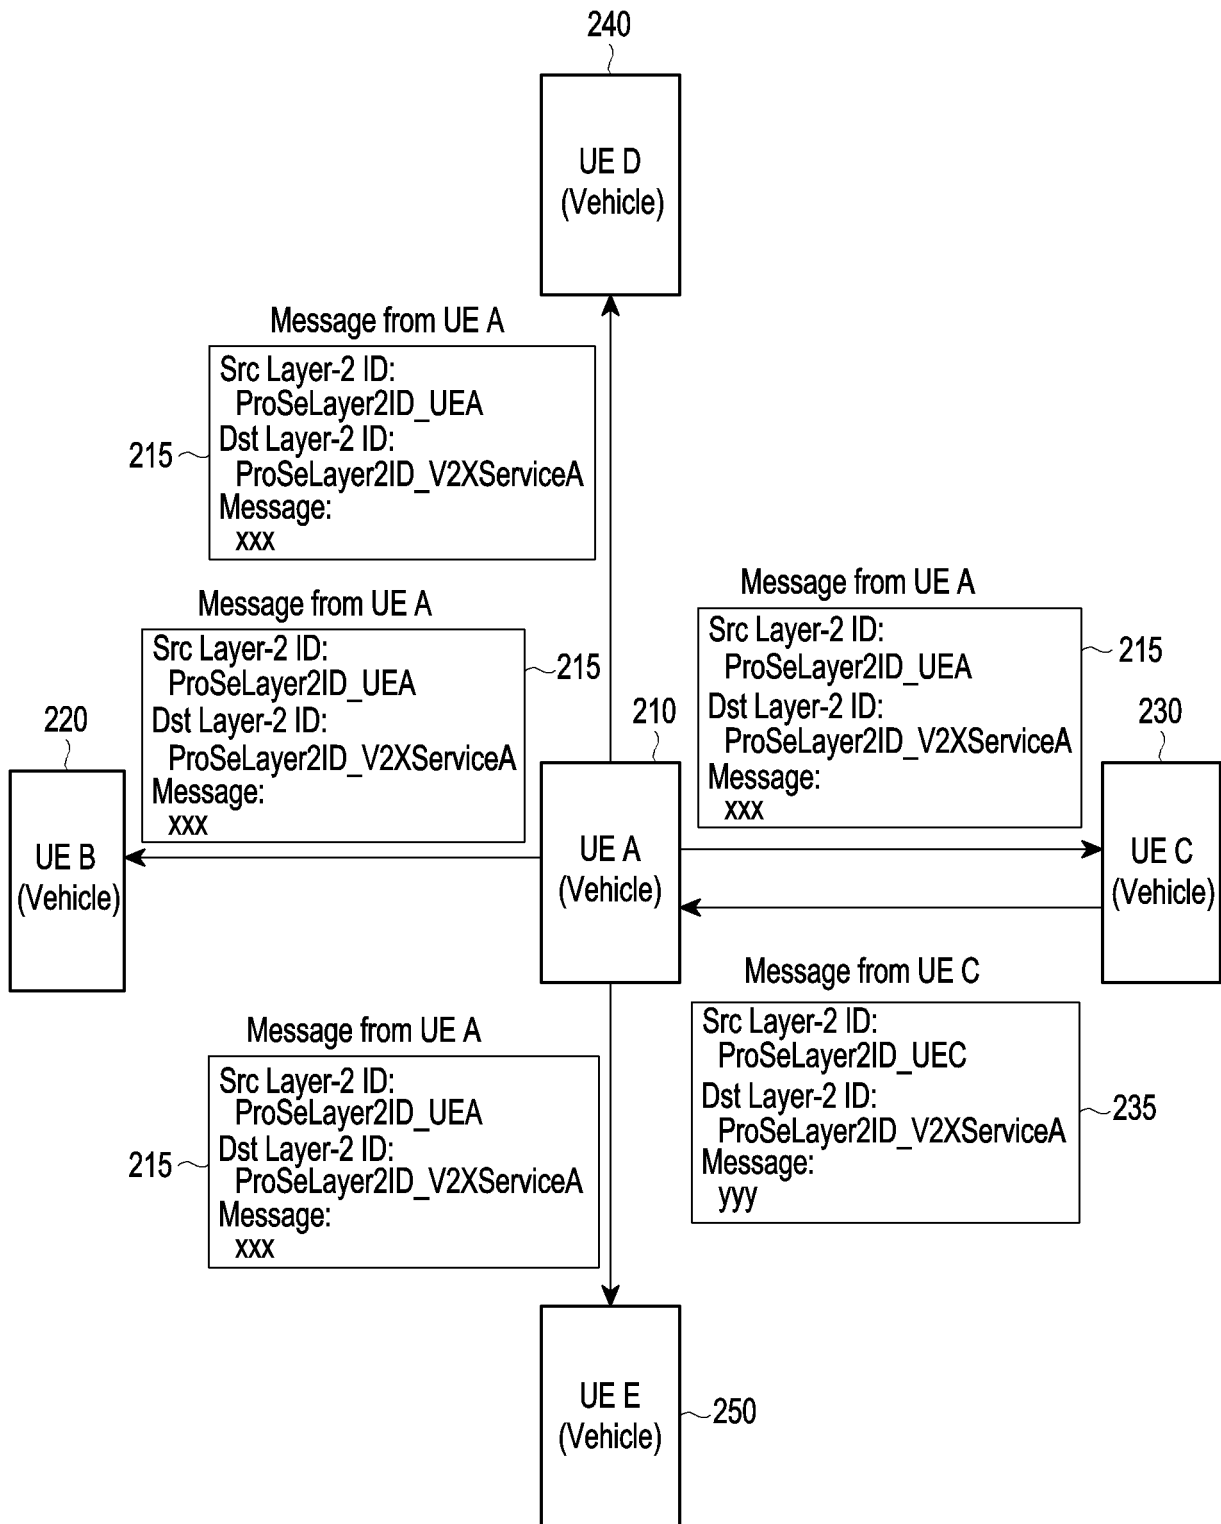 240
UE D
(Vehicle)
Message from UE A
Src Layer-2 ID:
ProSeLayer2ID_UEA
Dst Layer-2 ID:
ProSeLayer2ID_V2XServiceA
Message:
xxx
215
Message from UE A
Src Layer-2 ID:
ProSeLayer2ID_UEA
Dst Layer-2 ID:
ProSeLayer2ID_V2XServiceA
Message:
xxx
215
Message from UE A
Src Layer-2 ID:
ProSeLayer2ID_UEA
Dst Layer-2 ID:
ProSeLayer2ID_V2XServiceA
Message:
xxx
215
220
UE B
(Vehicle)
210
UE A
(Vehicle)
230
UE C
(Vehicle)
Message from UE A
Src Layer-2 ID:
ProSeLayer2ID_UEA
Dst Layer-2 ID:
ProSeLayer2ID_V2XServiceA
Message:
xxx
215
Message from UE C
Src Layer-2 ID:
ProSeLayer2ID_UEC
Dst Layer-2 ID:
ProSeLayer2ID_V2XServiceA
Message:
yyy
235
UE E
(Vehicle)
250